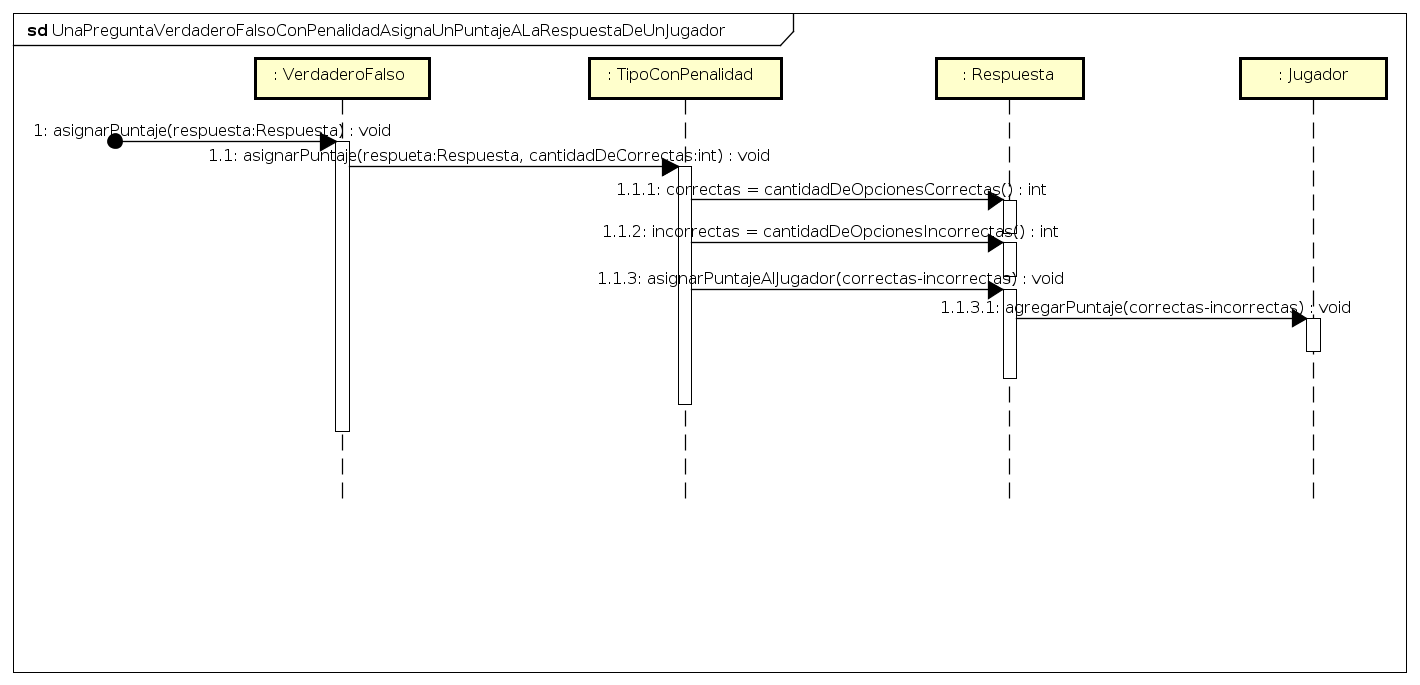 sd UnaPreguntaVerdaderoFalsoConPenalidadAsignaUnPuntajeALaRespuestaDeUnJugador
: VerdaderoFalso
: TipoConPenalidad
: Respuesta
: Jugador
1: asignarPuntaje(respuesta:Respuesta) : void
1.1: asignarPuntaje(respueta:Respuesta, cantidadDeCorrectas:int) : void
1.1.1: correctas = cantidadDeOpcionesCorrectas() : int
1.1.2: incorrectas = cantidadDeOpcionesIncorrectas() : int
1.1.3: asignarPuntajeAlJugador(correctas-incorrectas) : void
1.1.3.1: agregarPuntaje(correctas-incorrectas) : void